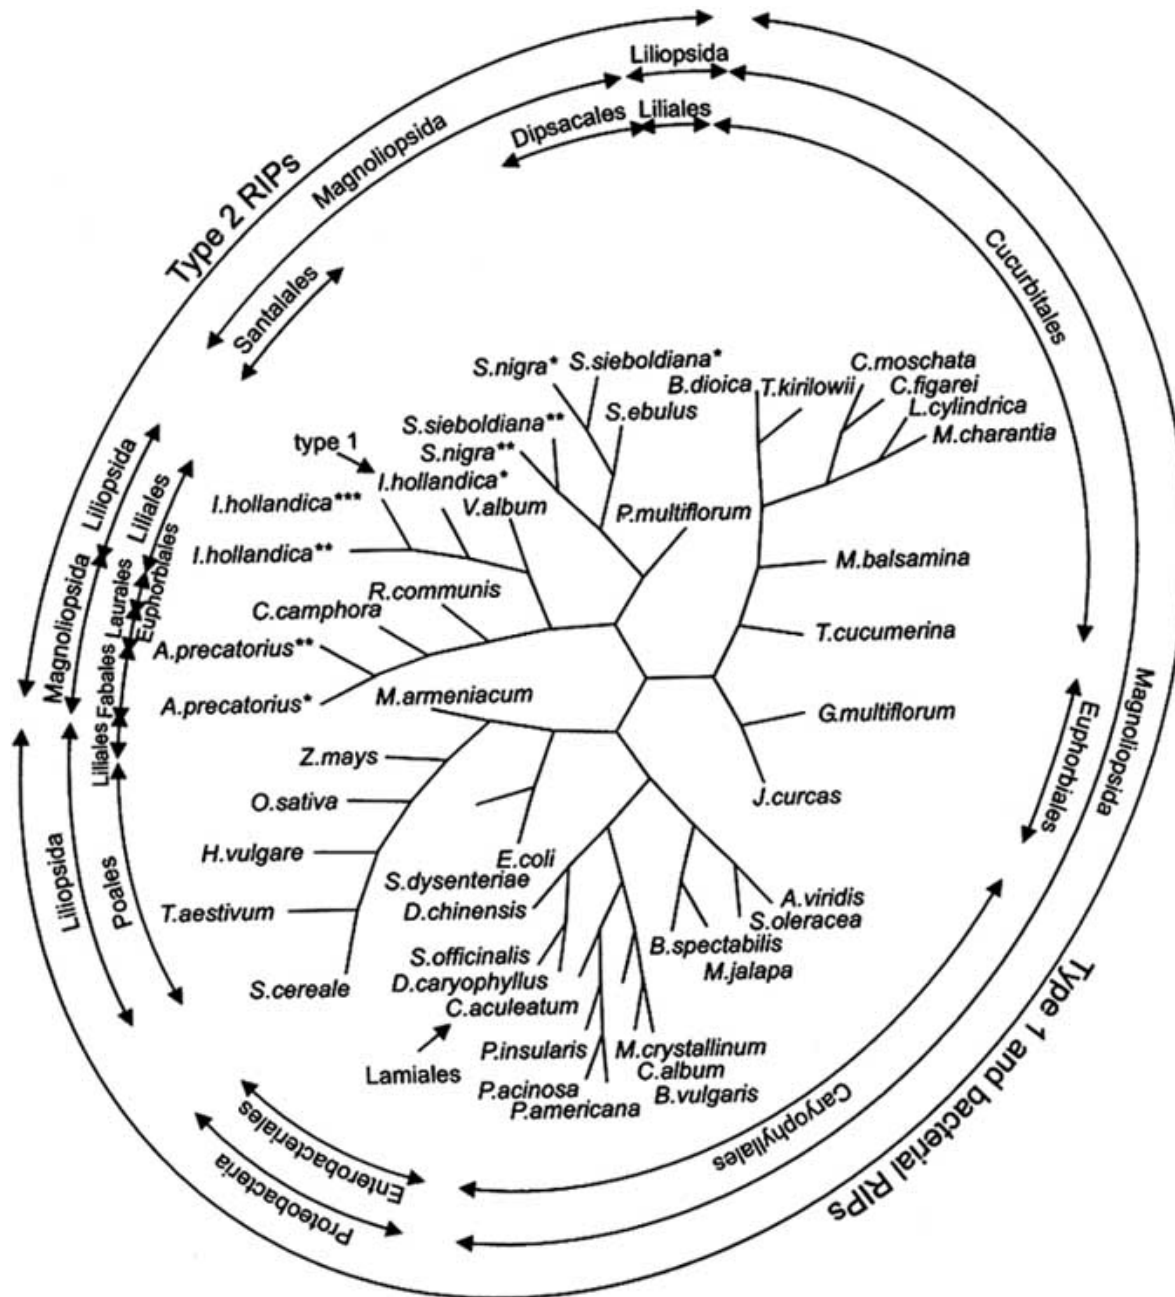 Liliopsida
Liliales
Dipsacales
Magnoliopsida
Type 2 RIPs
Santalales
Cucurbitales
S.nigra*
S.sieboldiana*
B.dioica
T.kirilowii
C.moschata
C.figarei
L.cylindrica
M.charantia
S.sieboldiana**
S.ebulus
S.nigra**
type 1
I.hollandica*
I.hollandica***
V.album
P.multiflorum
I.hollandica**
M.balsamina
R.communis
C.camphora
A.precatorius**
T.cucumerina
A.precatorius*
M.armeniacum
G.multiflorum
Z.mays
J.curcas
O.sativa
H.vulgare
E.coli
S.dysenteriae
A.viridis
D.chinensis
S.oleracea
T.aestivum
B.spectabilis
S.officinalis
M.jalapa
D.caryophyllus
S.cereale
C.aculeatum
P.insularis
M.crystallinum
Lamiales
C.album
P.acinosa
B.vulgaris
P.americana
Liliopsida
Liliales
Euphorbiales
Laurales
Magnoliopsida
Fabales
Liliales
Liliopsida
Poales
Enterobacteriales
Proteobacteria
Caryophyllales
Euphorbiales
Magnoliopsida
Type 1 and bacterial RIPs